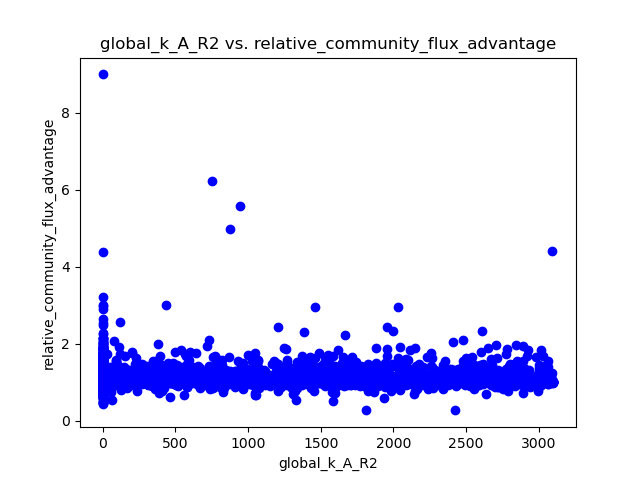 global_k_A_R2 vs. relative_community_flux_advantage
relative_community_flux_advantage
8
6
4
2
0
0 500 1000 1500 2000 2500 3000
global_k_A_R2